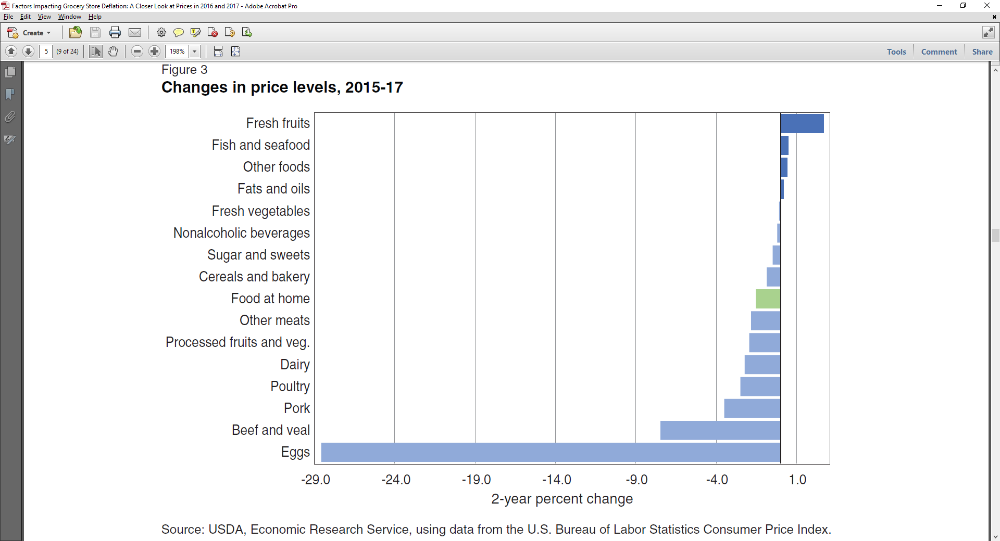 Factors Impacting Grocery Store Deflation: A Closer Look at Prices in 2016 and 2017 - Adobe Acrobat Pro
File Edit View Window Help
Create
5 (9 of 24) 198% Tools Comment Share
Figure 3
Changes in price levels, 2015-17
Fresh fruits
Fish and seafood
Other foods
Fats and oils
Fresh vegetables
Nonalcoholic beverages
Sugar and sweets
Cereals and bakery
Food at home
Other meats
Processed fruits and veg.
Dairy
Poultry
Pork
Beef and veal
Eggs
-29.0 -24.0 -19.0 -14.0 -9.0 -4.0 1.0
2-year percent change
Source: USDA, Economic Research Service, using data from the U.S. Bureau of Labor Statistics Consumer Price Index.